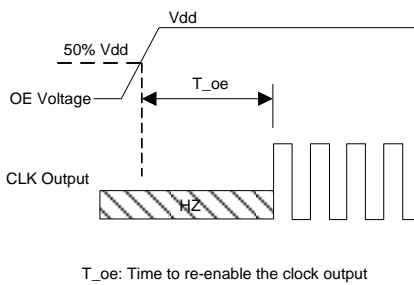 Vdd
50% Vdd
T_oe
OE Voltage
CLK Output
HZ
T_oe: Time to re-enable the clock output